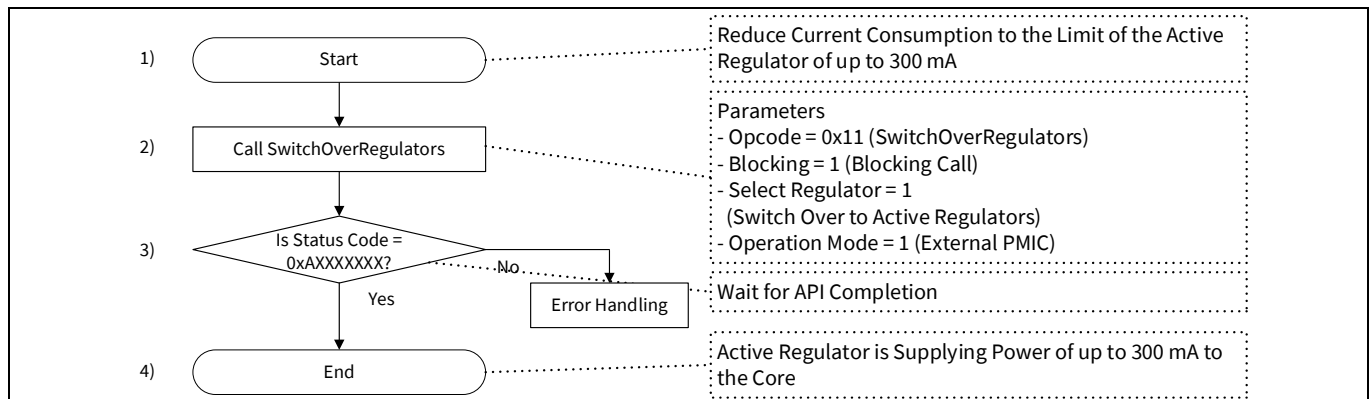 1)
Start
Reduce Current Consumption to the Limit of the Active
Regulator of up to 300 mA
2)
Call SwitchOverRegulators
Parameters
- Opcode = 0x11 (SwitchOverRegulators)
- Blocking = 1 (Blocking Call)
- Select Regulator = 1
(Switch Over to Active Regulators)
- Operation Mode = 1 (External PMIC)
3)
Is Status Code =
0xAXXXXXXX?
No
Yes
Error Handling
Wait for API Completion
4)
End
Active Regulator is Supplying Power of up to 300 mA to
the Core